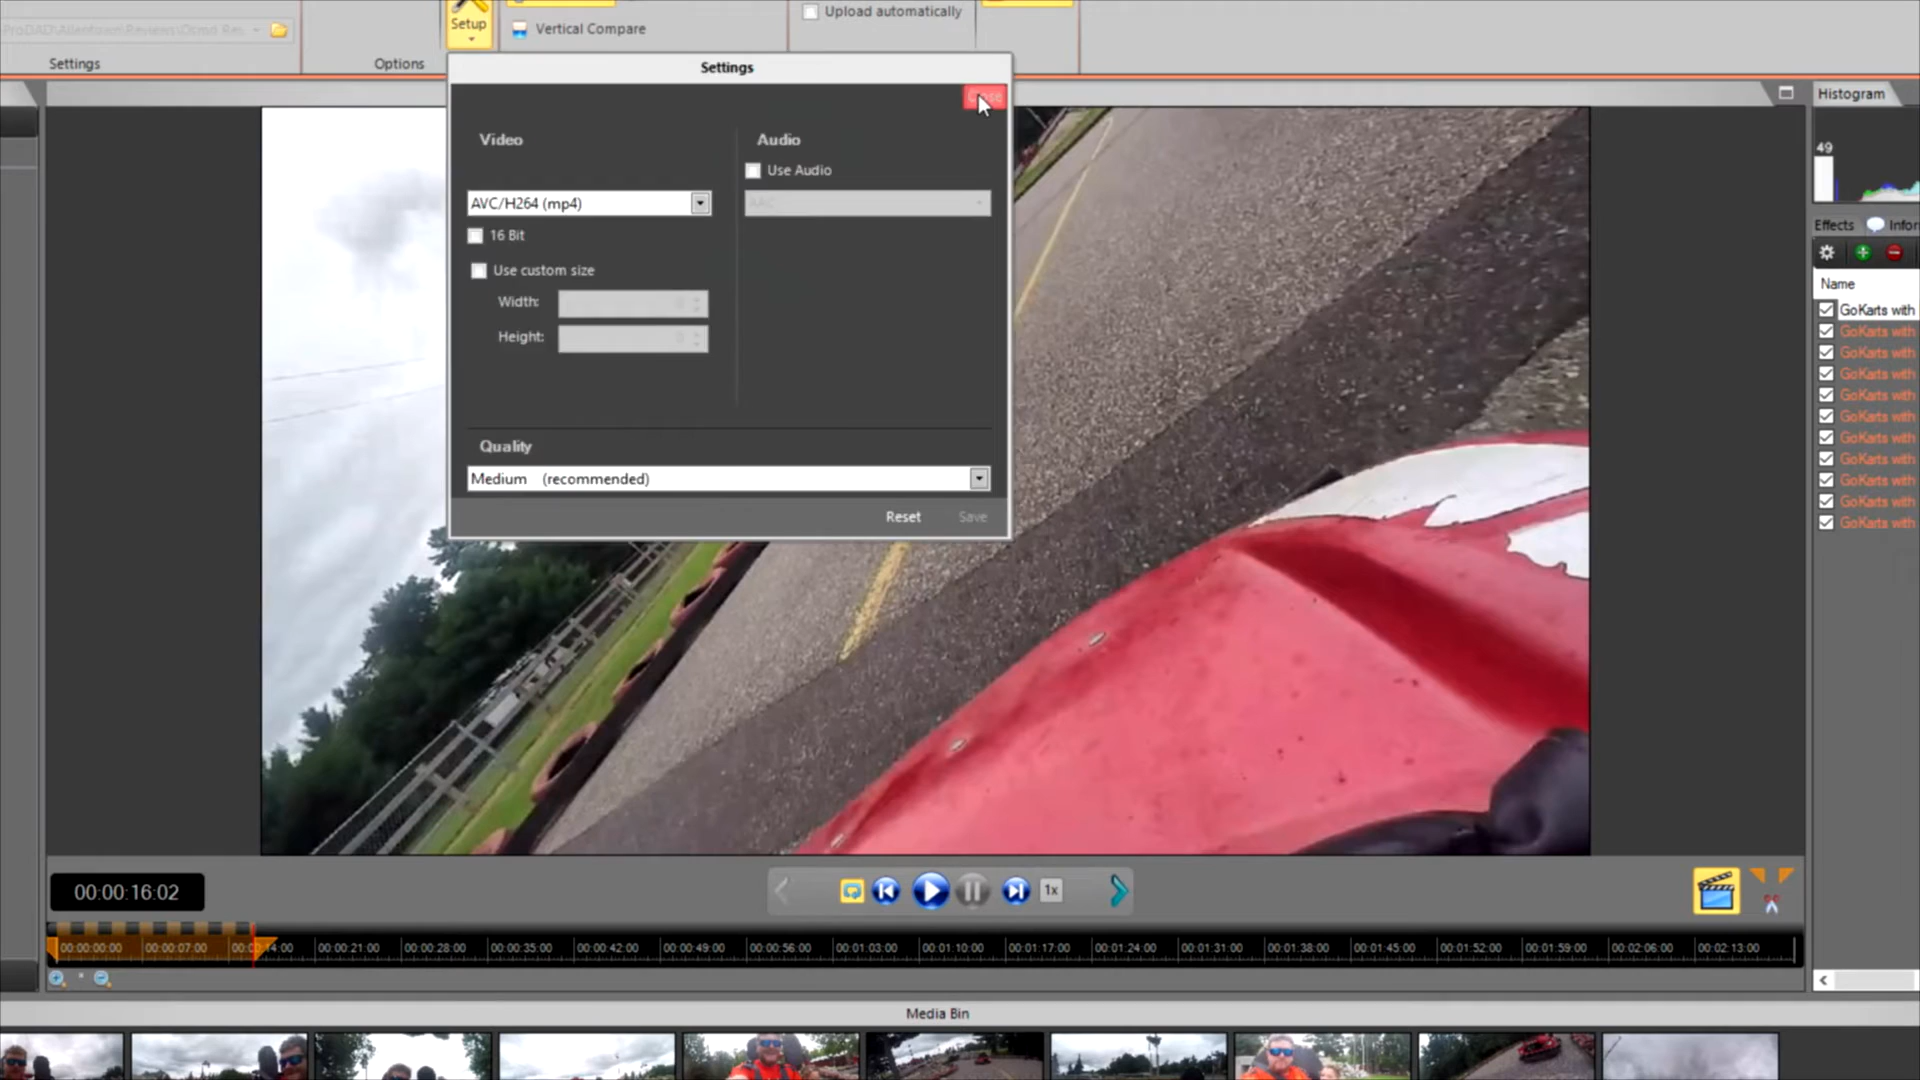 Upload automatically
Setup
Vertical Compare
Settings
Options
Settings
Close
Histogram
Video
Audio
49
Use Audio
AVC/H264 (mp4)
AAC
16 Bit
Effects
Use custom size
Width:
Name
Height:
GoKarts with
GoKarts with
GoKarts with
GoKarts with
GoKarts with
GoKarts with
GoKarts with
GoKarts with
GoKarts with
GoKarts with
GoKarts with
Quality
Medium (recommended)
Reset
Save
00:00:16:02
1x
00:00:00:00
00:00:07:00
00:00:14:00
00:00:21:00
00:00:28:00
00:00:35:00
00:00:42:00
00:00:49:00
00:00:56:00
00:01:03:00
00:01:10:00
00:01:17:00
00:01:24:00
00:01:31:00
00:01:38:00
00:01:45:00
00:01:52:00
00:01:59:00
00:02:06:00
00:02:13:00
Media Bin